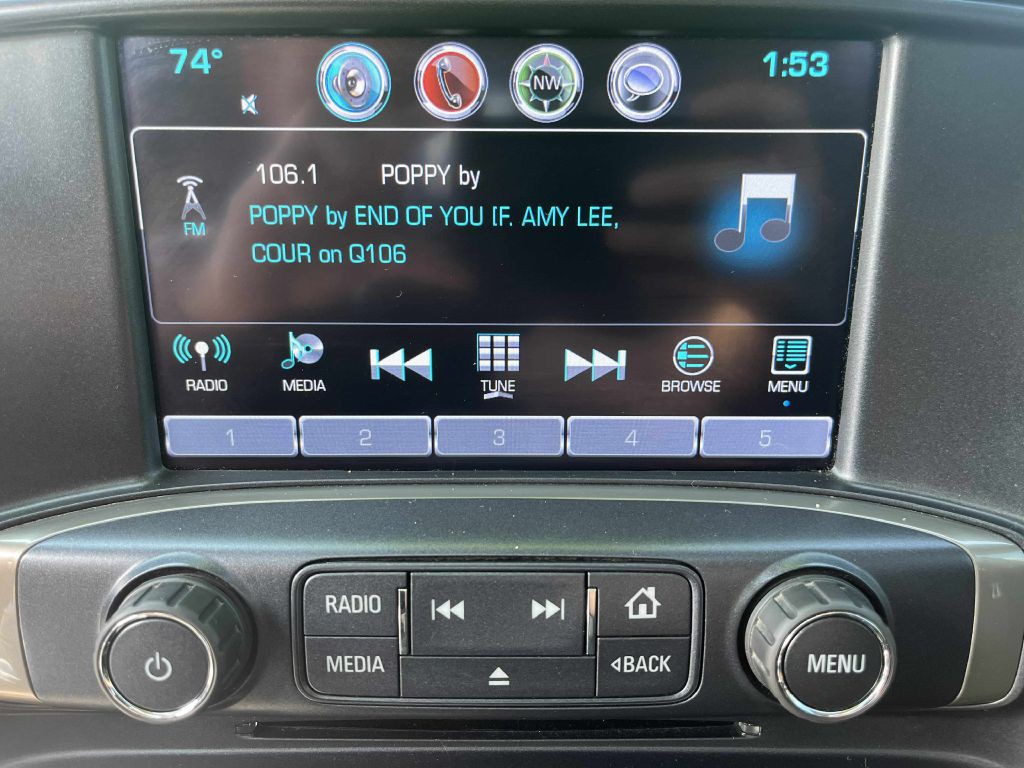 74°
1:53
NW
106.1 POPPY by
FM
POPPY by END OF YOU [F. AMY LEE,
COUR on Q106
RADIO MEDIA TUNE BROWSE MENU
1 2 3 4 5
RADIO
MEDIA
BACK
MENU